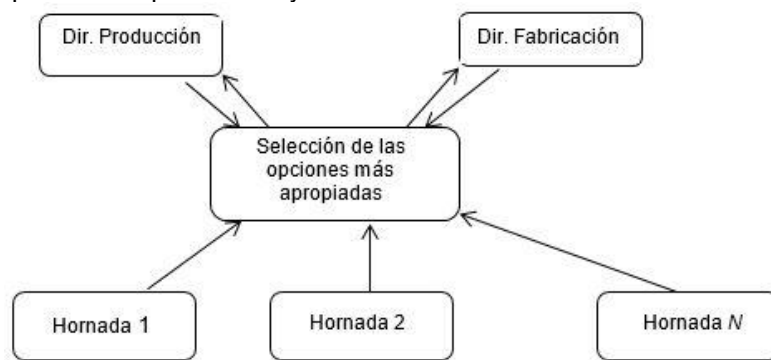 Dir. Producción
Dir. Fabricación
Selección de las
opciones más
apropiadas
Hornada 1
Hornada 2
Hornada N